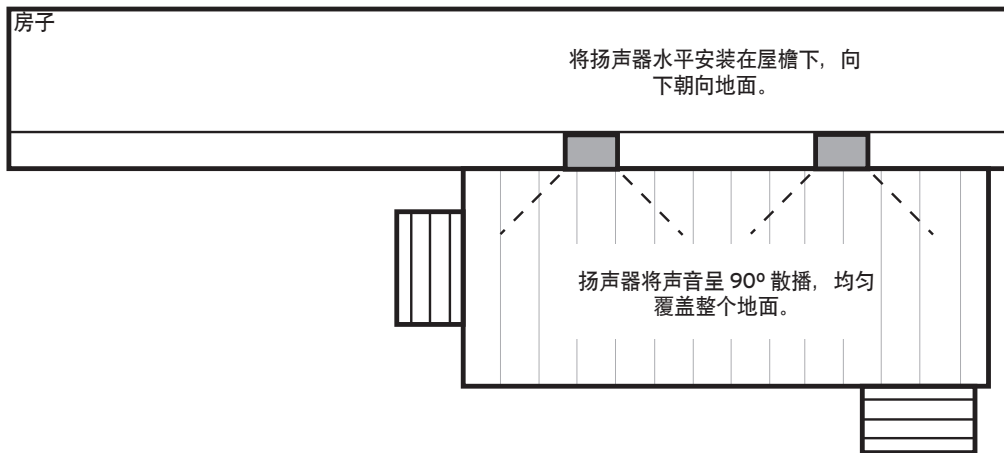 房子
将扬声器水平安装在屋檐下，向
下朝向地面。
扬声器将声音呈 90º 散播，均匀
覆盖整个地面。